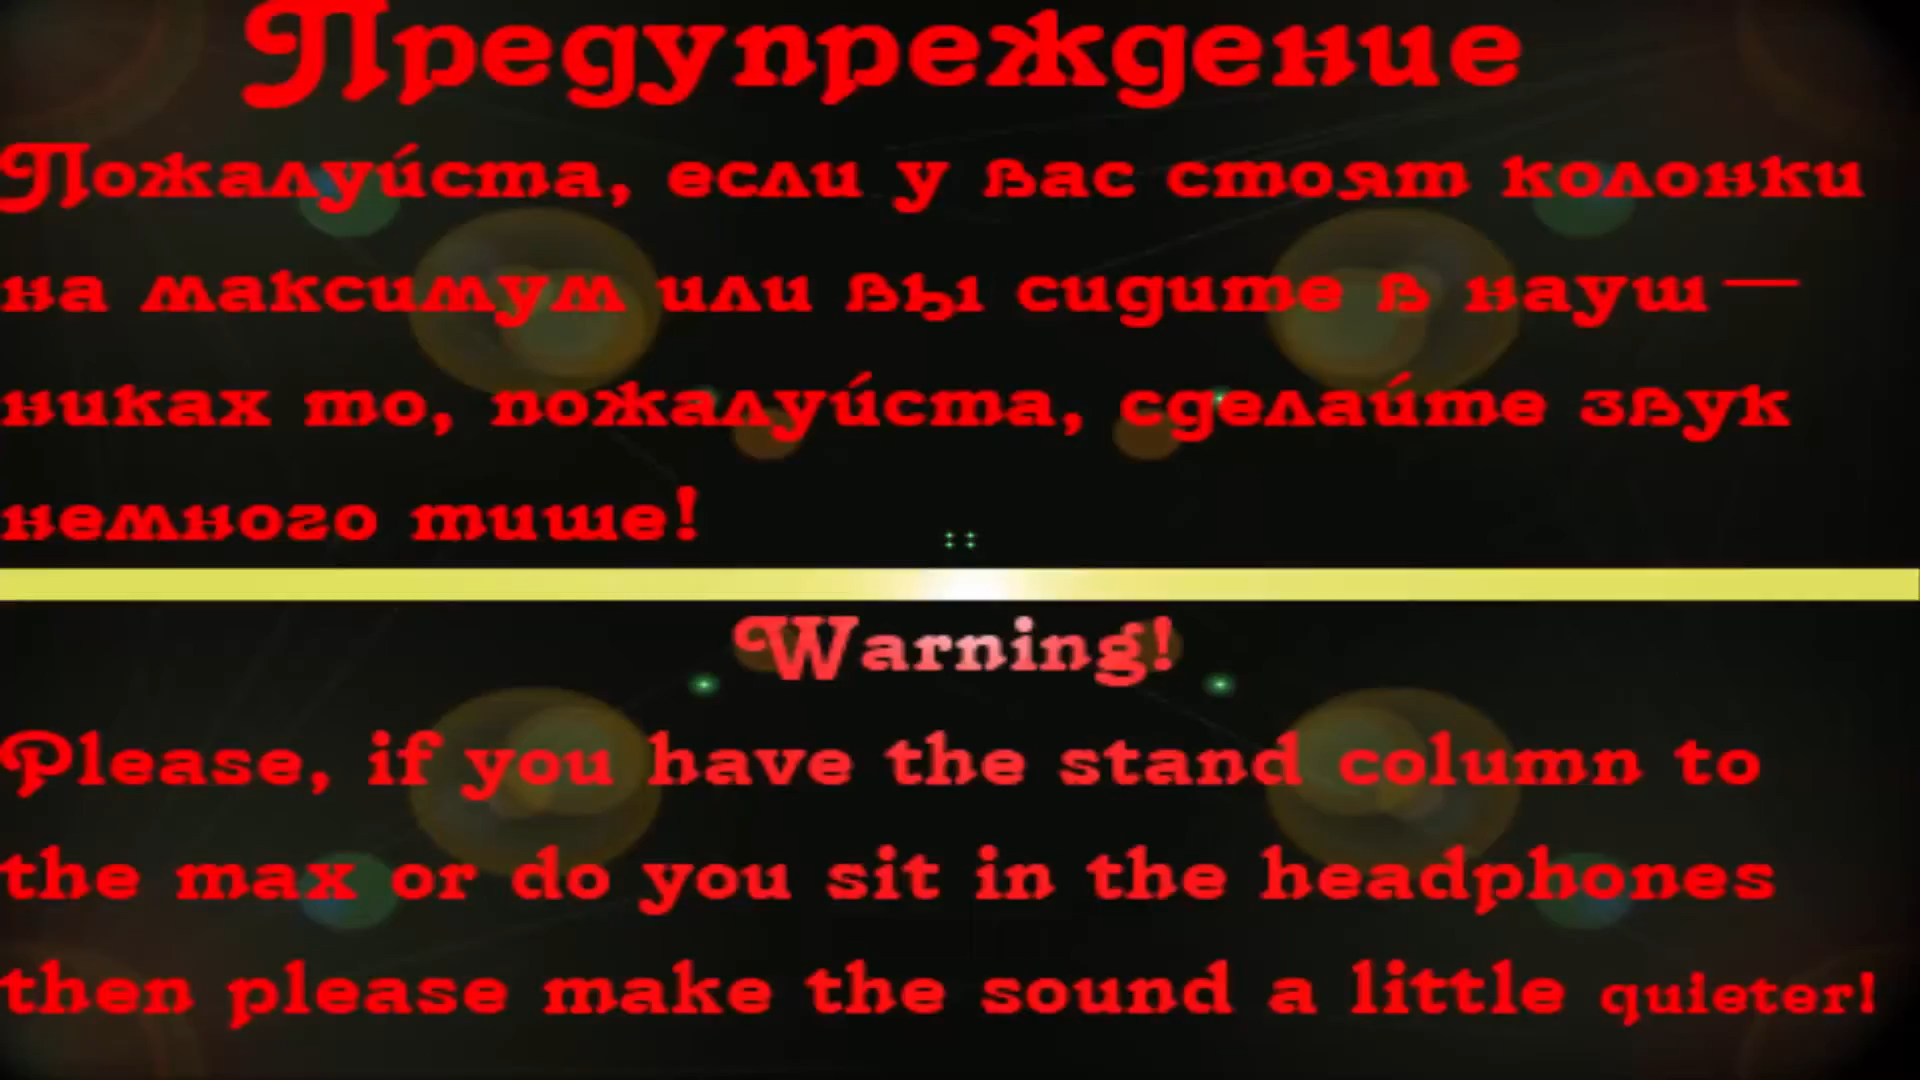 Предупреждение
Пожалуйста, если у вас стоят колонки
на максимум или вы сидите в науш—
никах то, пожалуйста, сделайте звук
немного тише!
Warning!
Please, if you have the stand column to
the max or do you sit in the headphones
then please make the sound a little quieter!